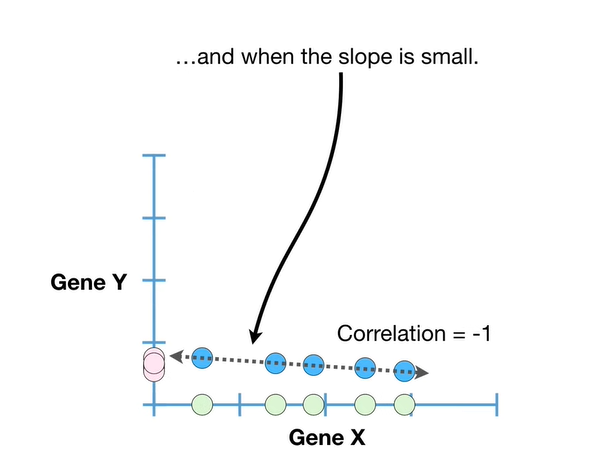 …and when the slope is small.
Gene Y
Correlation = -1
Gene X